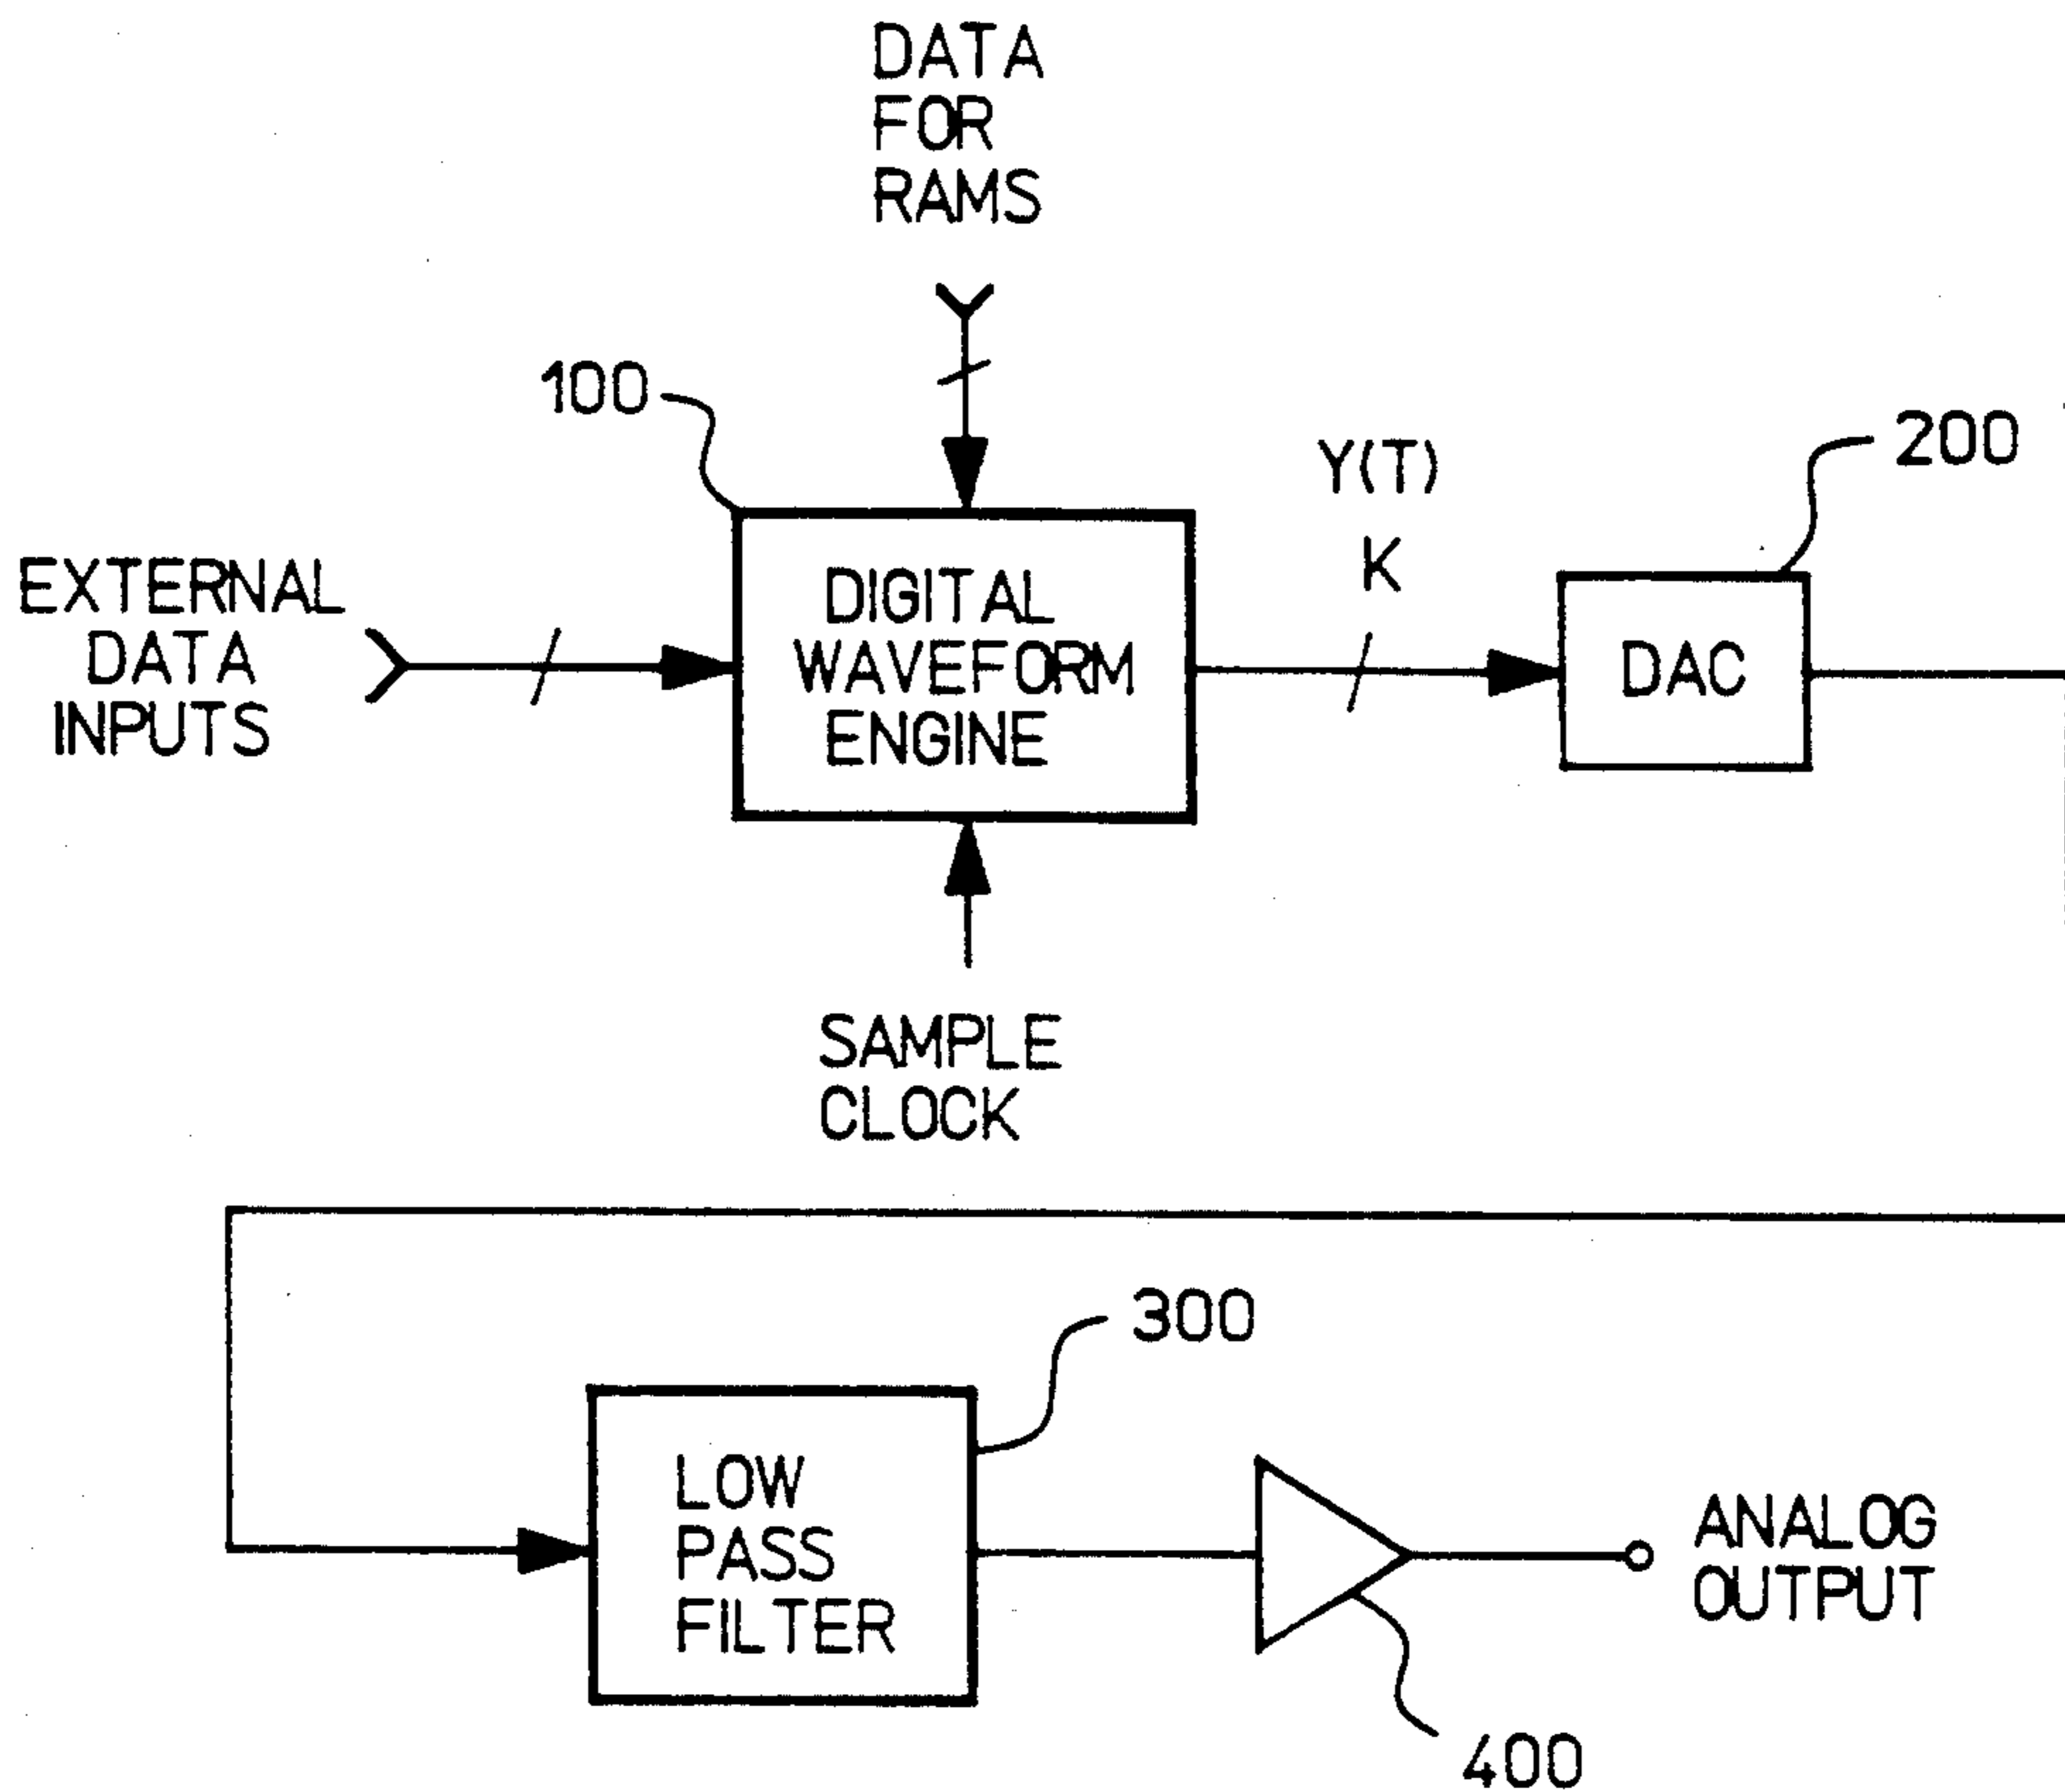 DATA
FOR
RAMS
100
Y(T)
K
200
EXTERNAL
DATA
INPUTS
DIGITAL
WAVEFORM
ENGINE
DAC
SAMPLE
CLOCK
300
LOW
PASS
FILTER
ANALOG
OUTPUT
400